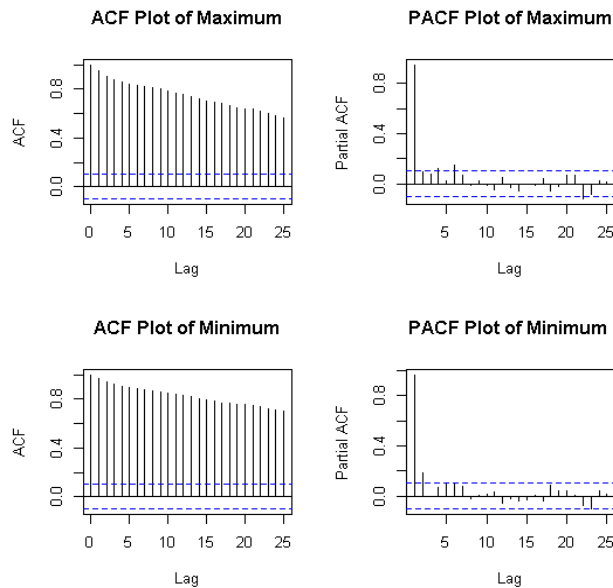 ACF Plot of Maximum
ACF
0.0 0.4 0.8
0 5 10 15 20 25
Lag
PACF Plot of Maximum
Partial ACF
0.0 0.4 0.8
5 10 15 20 25
Lag
ACF Plot of Minimum
ACF
0.0 0.4 0.8
0 5 10 15 20 25
Lag
PACF Plot of Minimum
Partial ACF
0.0 0.4 0.8
5 10 15 20 25
Lag